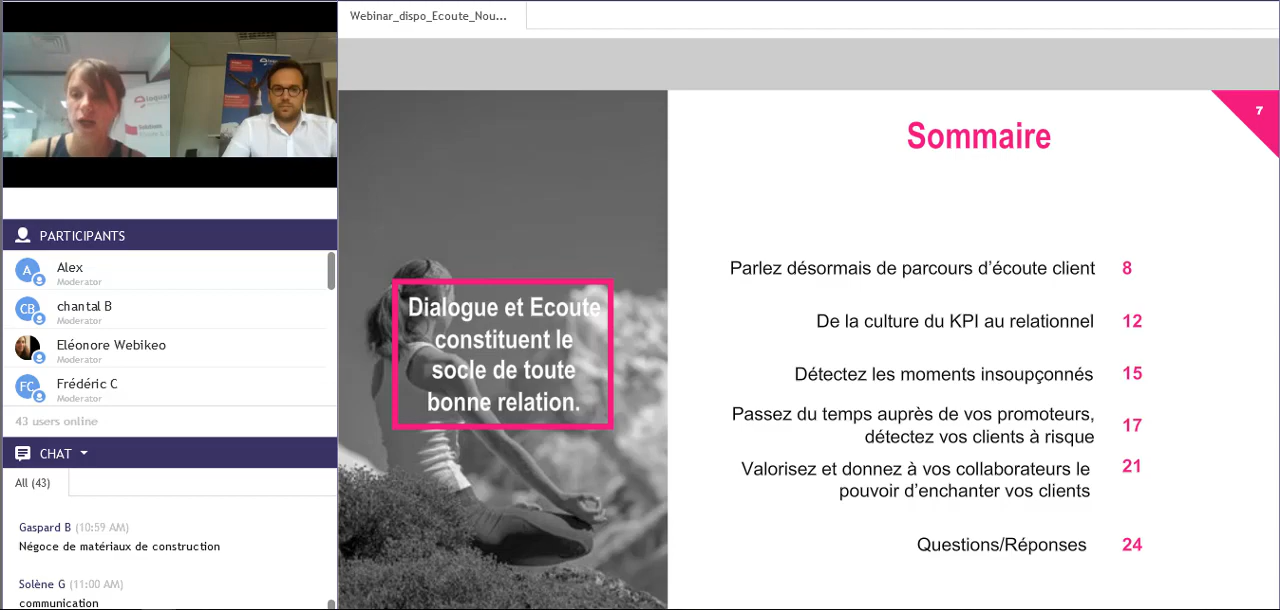 Webinar_dispo_Ecoute_Nou...
PARTICIPANTS
A
Alex
Moderator
CB
chantal B
Moderator
Eléonore Webikeo
Moderator
FC
Frédéric C
Moderator
43 users online
CHAT
All (43)
Gaspard B (10:59 AM)
Négoce de matériaux de construction
Solène G (11:00 AM)
communication
Dialogue et Ecoute
constituent le
socle de toute
bonne relation.
7
Sommaire
Parlez désormais de parcours d'écoute client 8
De la culture du KPI au relationnel 12
Détectez les moments insoupçonnés 15
Passez du temps auprès de vos promoteurs,
détectez vos clients à risque 17
Valorisez et donnez à vos collaborateurs le 21
pouvoir d'enchanter vos clients
Questions/Réponses 24